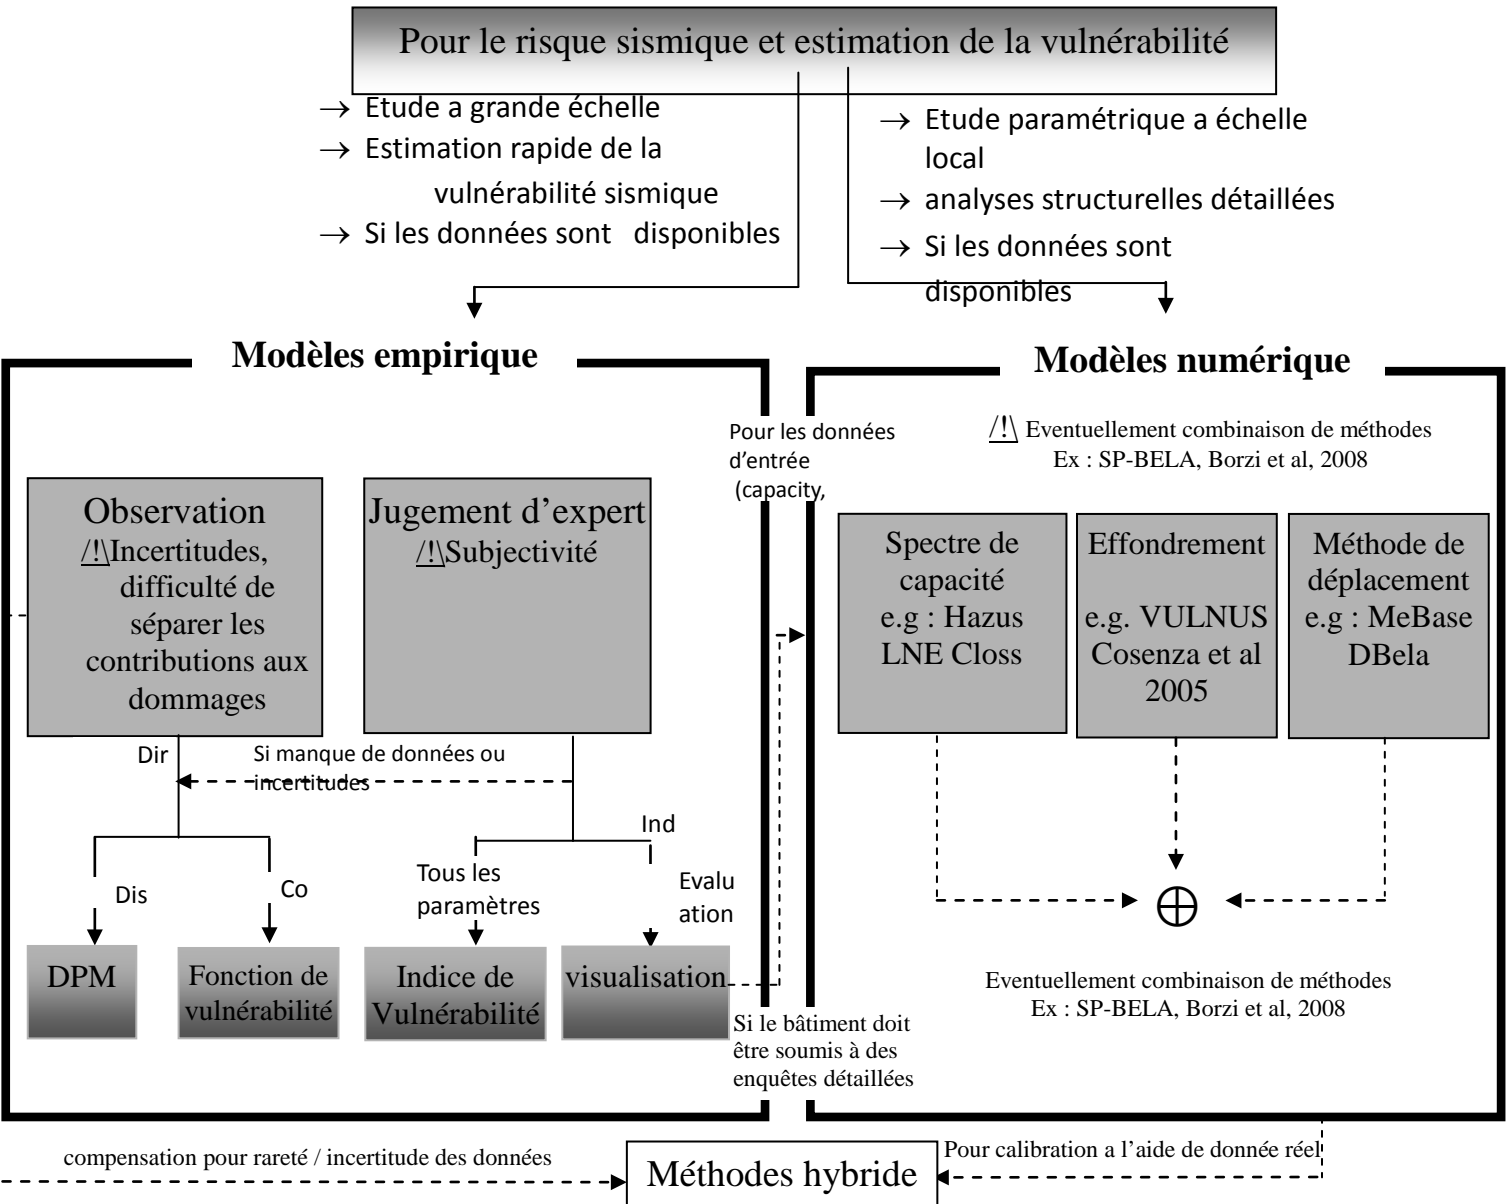 Pour le risque sismique et estimation de la vulnérabilité
→ Etude a grande échelle
→ Estimation rapide de la
vulnérabilité sismique
→ Si les données sont disponibles
→ Etude paramétrique a échelle
local
→ analyses structurelles détaillées
→ Si les données sont
disponibles
Modèles empirique
Observation
/!\Incertitudes,
difficulté de
séparer les
contributions aux
dommages
Jugement d’expert
/!\Subjectivité
Dir
Si manque de données ou
incertitudes
Ind
Dis
Co
Tous les
paramètres
Evalu
ation
DPM
Fonction de
vulnérabilité
Indice de
Vulnérabilité
visualisation
Pour les données
d’entrée
(capacity,
Si le bâtiment doit
être soumis à des
enquêtes détaillées
Modèles numérique
/!\ Eventuellement combinaison de méthodes
Ex : SP-BELA, Borzi et al, 2008
Spectre de
capacité
e.g : Hazus
LNE Closs
Effondrement
e.g. VULNUS
Cosenza et al
2005
Méthode de
déplacement
e.g : MeBase
DBela
Eventuellement combinaison de méthodes
Ex : SP-BELA, Borzi et al, 2008
compensation pour rareté / incertitude des données
Méthodes hybride
Pour calibration a l’aide de donnée réel